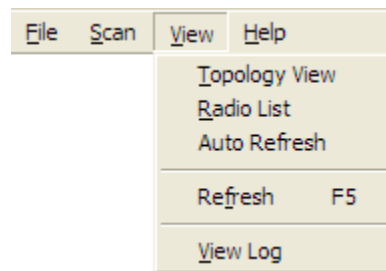 File Scan View Help
Topology View
Radio List
Auto Refresh
Refresh F5
View Log